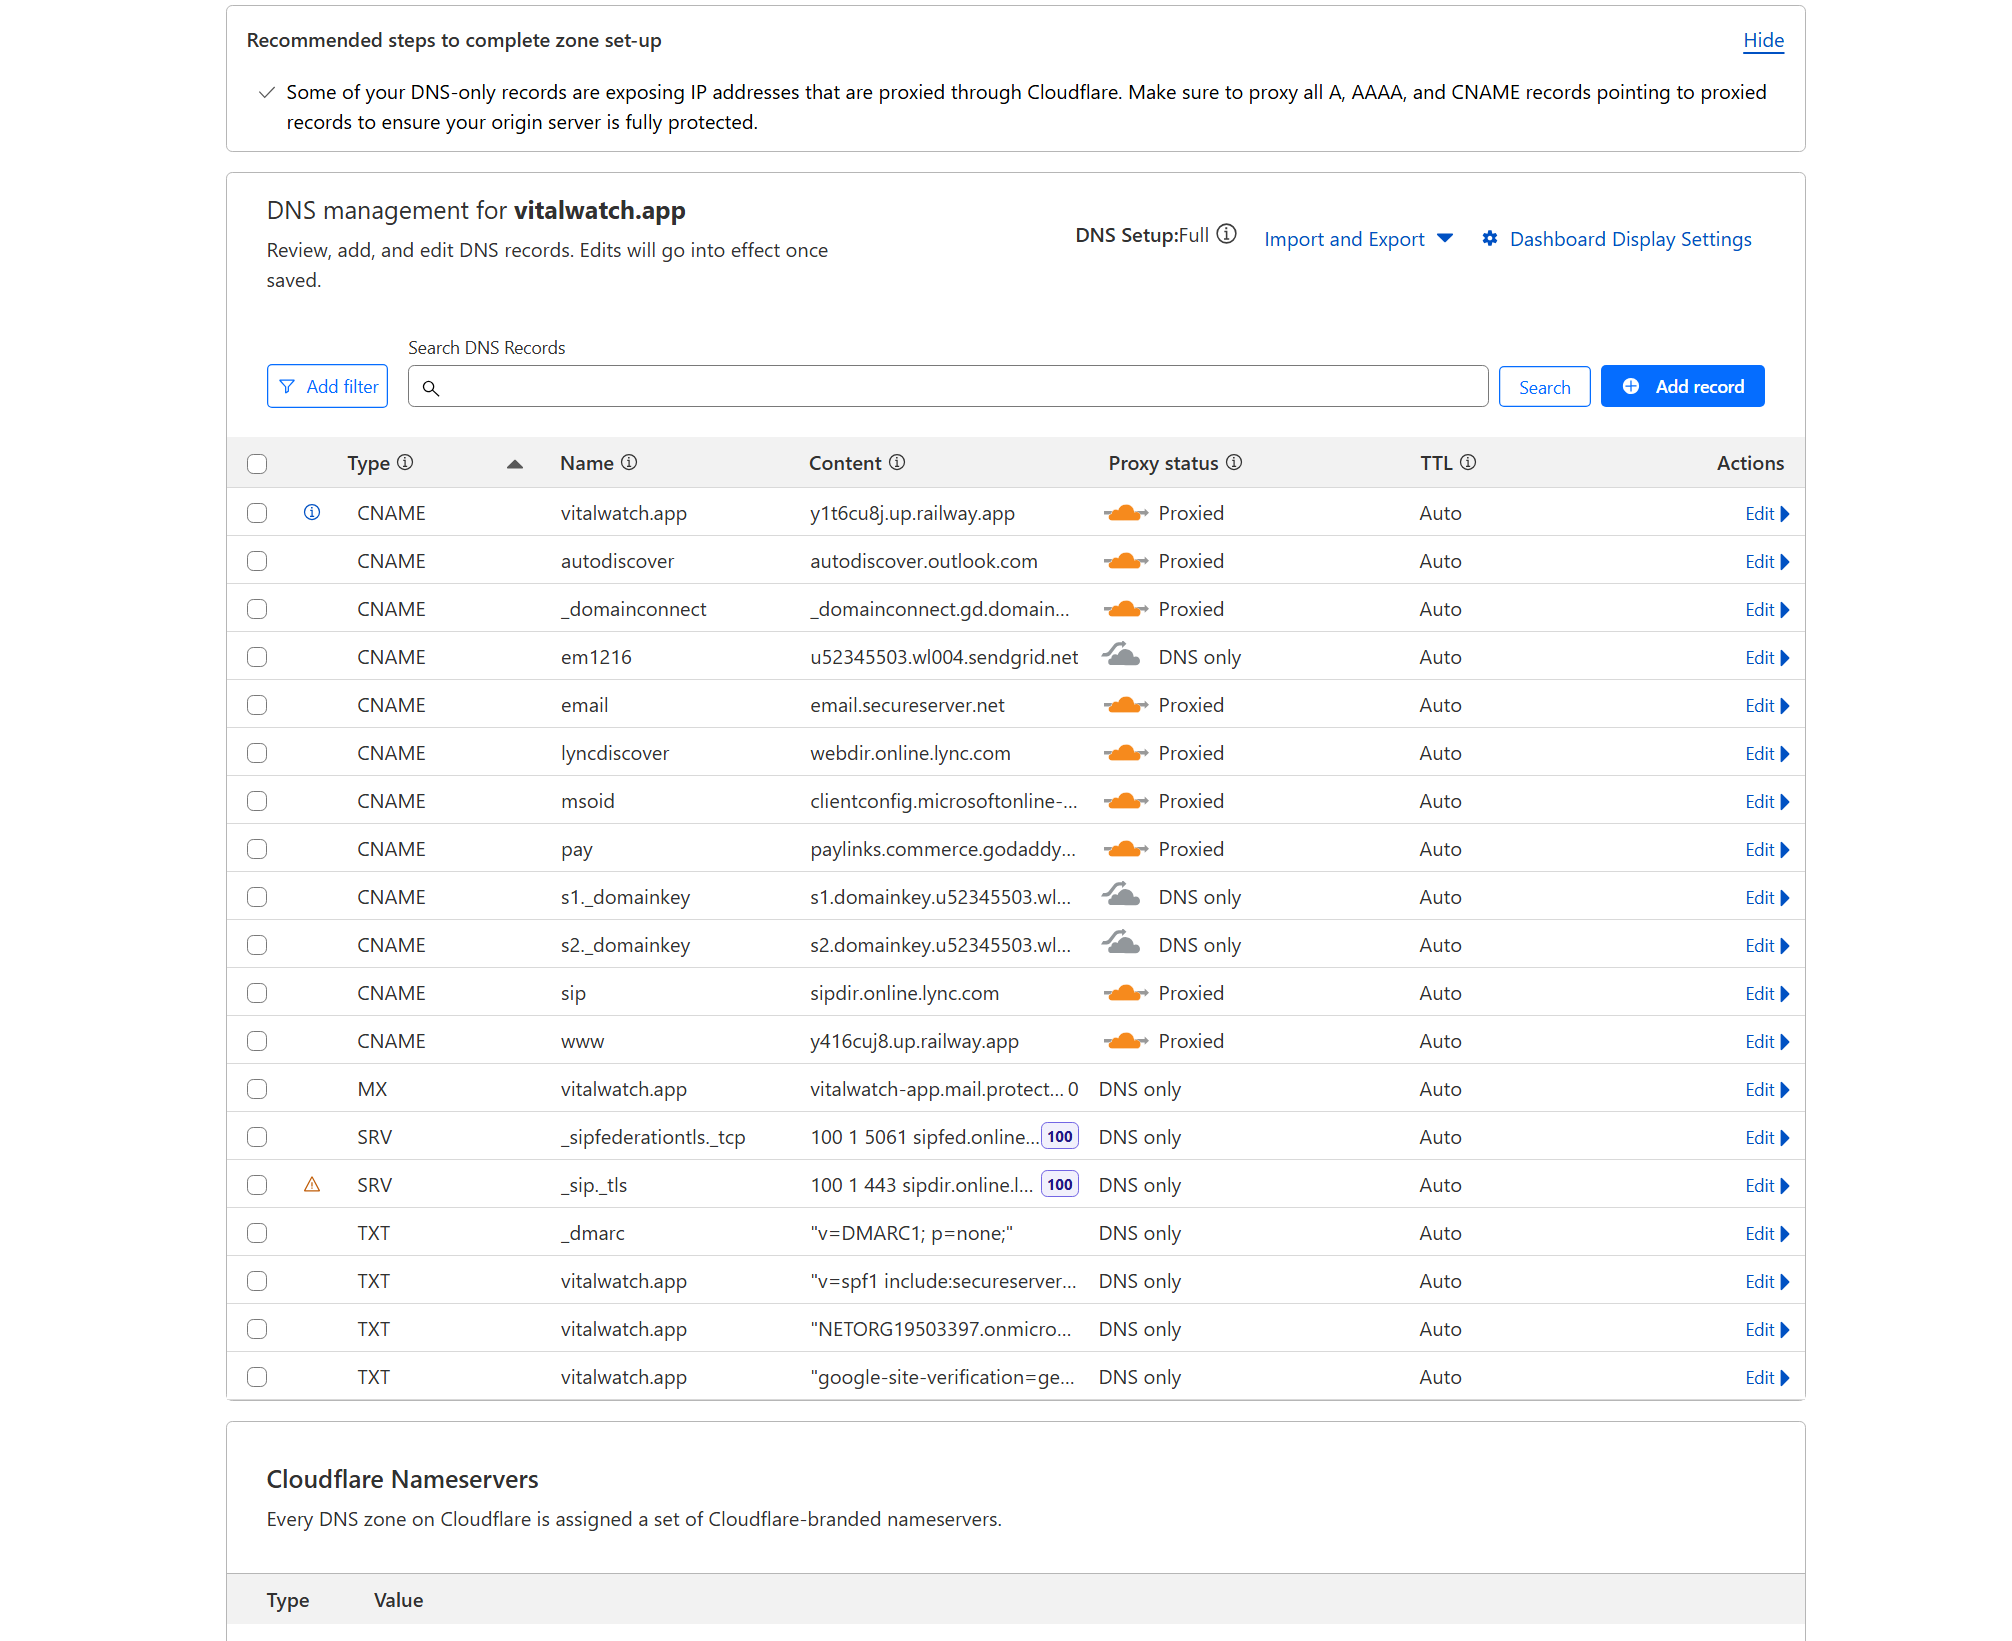 Recommended steps to complete zone set-up
Hide
Some of your DNS-only records are exposing IP addresses that are proxied through Cloudflare. Make sure to proxy all A, AAAA, and CNAME records pointing to proxied
records to ensure your origin server is fully protected.
DNS management for vitalwatch.app
Review, add, and edit DNS records. Edits will go into effect once
saved.
DNS Setup:Full Import and Export Dashboard Display Settings
Search DNS Records
Add filter Search Add record
Type Name Content Proxy status TTL Actions
CNAME vitalwatch.app y1t6cu8j.up.railway.app Proxied Auto Edit
CNAME autodiscover autodiscover.outlook.com Proxied Auto Edit
CNAME _domainconnect _domainconnect.gd.domain... Proxied Auto Edit
CNAME em1216 u52345503.wl004.sendgrid.net DNS only Auto Edit
CNAME email email.secureserver.net Proxied Auto Edit
CNAME lyncdiscover webdir.online.lync.com Proxied Auto Edit
CNAME msoid clientconfig.microsoftonline-... Proxied Auto Edit
CNAME pay paylinks.commerce.godaddy... Proxied Auto Edit
CNAME s1._domainkey s1.domainkey.u52345503.wl... DNS only Auto Edit
CNAME s2._domainkey s2.domainkey.u52345503.wl... DNS only Auto Edit
CNAME sip sipdir.online.lync.com Proxied Auto Edit
CNAME www y416cuj8.up.railway.app Proxied Auto Edit
MX vitalwatch.app vitalwatch-app.mail.protect... 0 DNS only Auto Edit
SRV _sipfederationtls._tcp 100 1 5061 sipfed.online... 100 DNS only Auto Edit
SRV _sip._tls 100 1 443 sipdir.online.l... 100 DNS only Auto Edit
TXT _dmarc "v=DMARC1; p=none;" DNS only Auto Edit
TXT vitalwatch.app "v=spf1 include:secureserver... DNS only Auto Edit
TXT vitalwatch.app "NETORG19503397.onmicro... DNS only Auto Edit
TXT vitalwatch.app "google-site-verification=ge... DNS only Auto Edit
Cloudflare Nameservers
Every DNS zone on Cloudflare is assigned a set of Cloudflare-branded nameservers.
Type Value